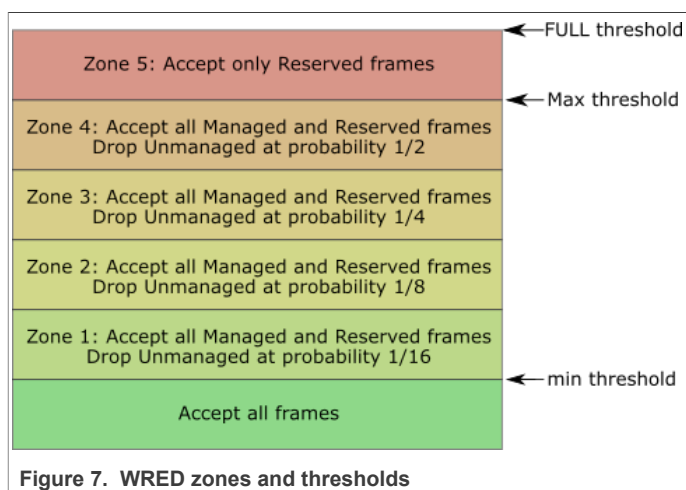 FULL threshold
Zone 5: Accept only Reserved frames
Max threshold
Zone 4: Accept all Managed and Reserved frames
Drop Unmanaged at probability 1/2
Zone 3: Accept all Managed and Reserved frames
Drop Unmanaged at probability 1/4
Zone 2: Accept all Managed and Reserved frames
Drop Unmanaged at probability 1/8
Zone 1: Accept all Managed and Reserved frames
Drop Unmanaged at probability 1/16
min threshold
Accept all frames
Figure 7. WRED zones and thresholds